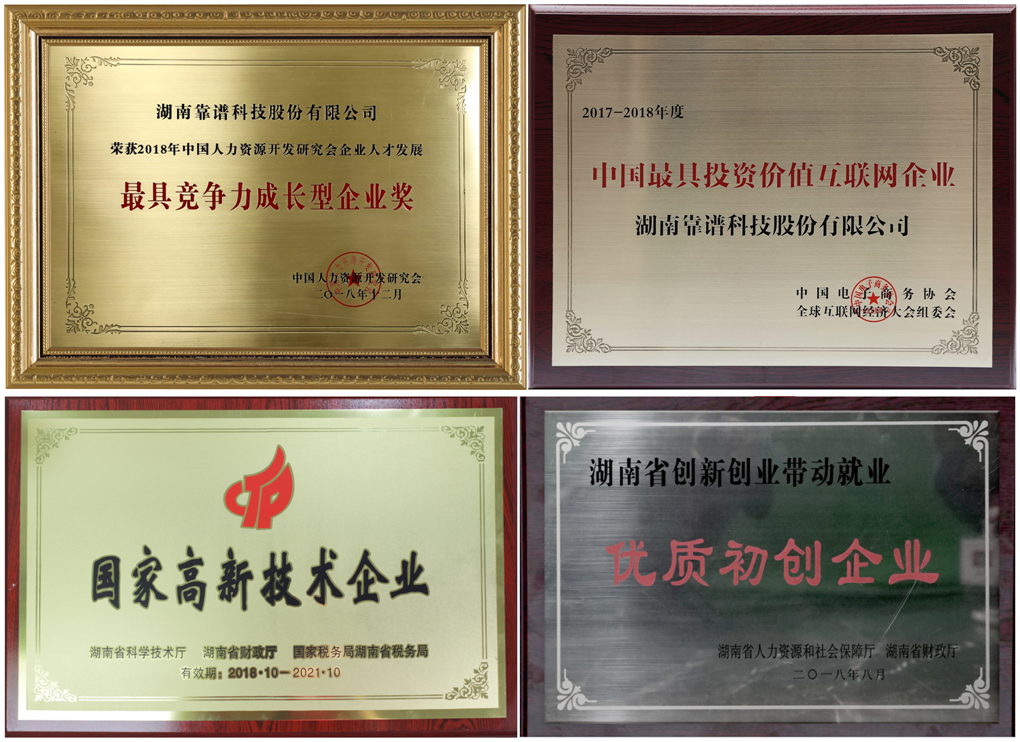 湖南靠谱科技股份有限公司
荣获2018年中国人力资源开发研究会企业人才发展
最具竞争力成长型企业奖
中国人力资源开发研究会
二〇一八年十二月
2017-2018年度
中国最具投资价值互联网企业
湖南靠谱科技股份有限公司
中国电子商务协会
全球互联网经济大会组委会
国家高新技术企业
湖南省科学技术厅 湖南省财政厅 国家税务局湖南省税务局
有效期：2018·10—2021·10
湖南省创新创业带动就业
优质初创企业
湖南省人力资源和社会保障厅 湖南省财政厅
二〇一八年八月